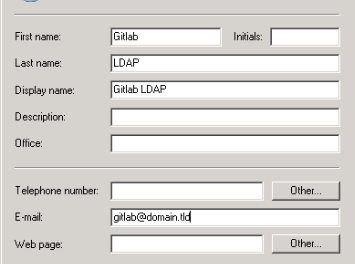 First name: Gitlab Initials:
Last name: LDAP
Display name: Gitlab LDAP
Description:
Office:
Telephone number: Other...
E-mail: gitlab@domain.tld
Web page: Other...